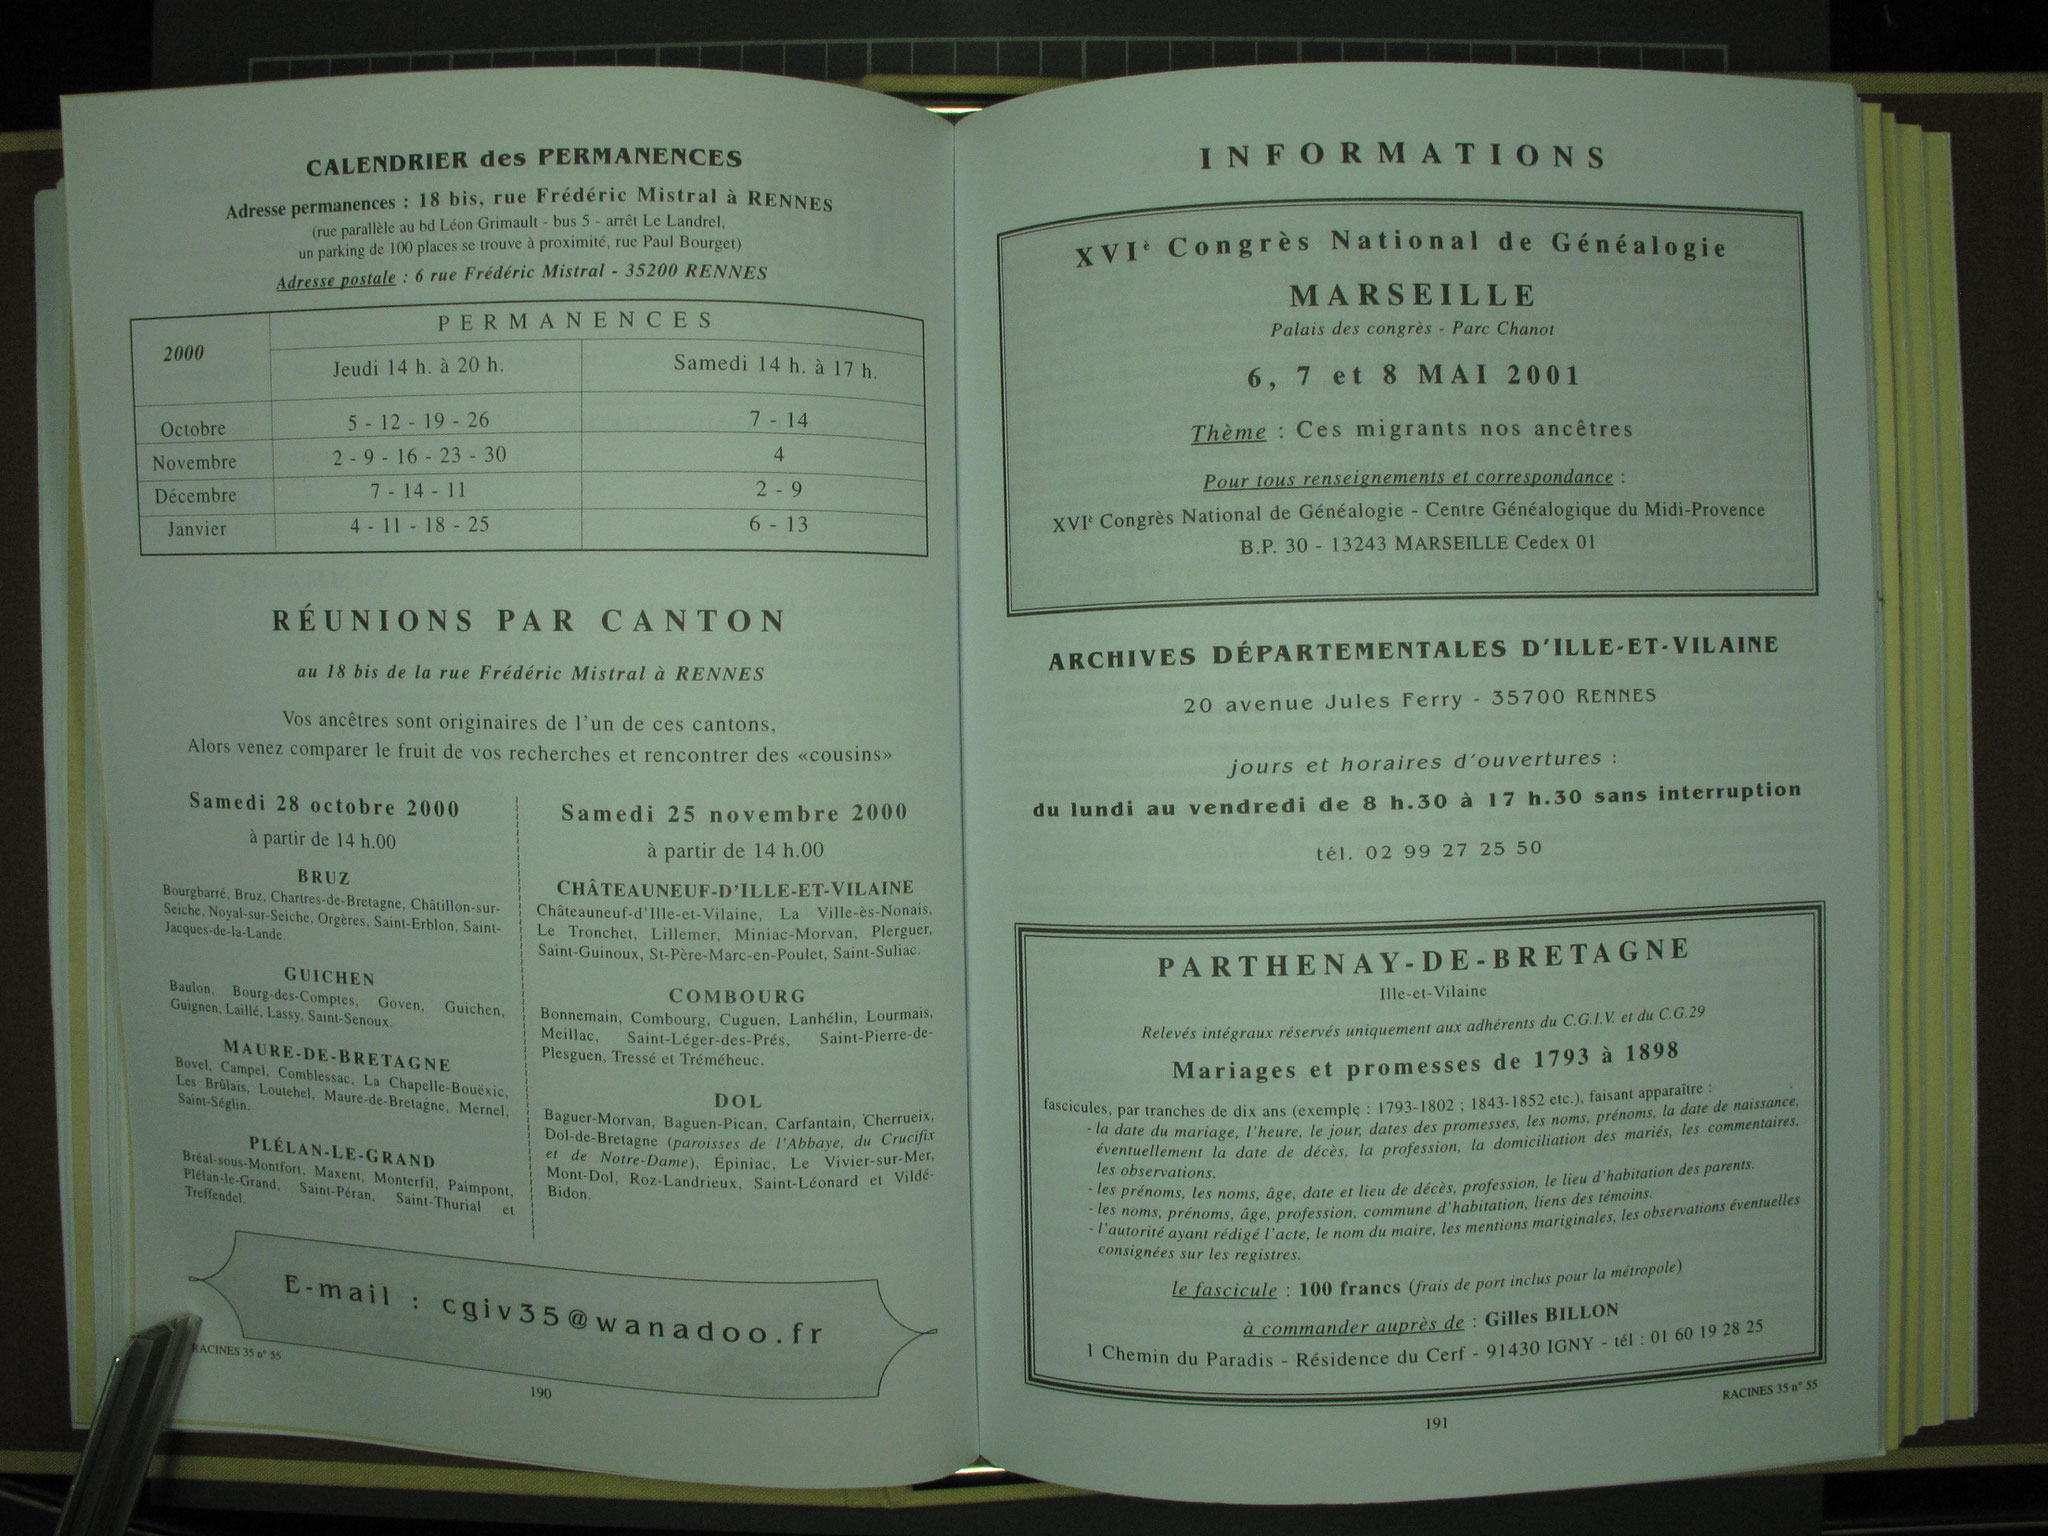 CALENDRIER des PERMANENCES
Adresse permanences : 18 bis, rue Frédéric Mistral à RENNES
(rue parallèle au bd Léon Grimault - bus 5 - arrêt Le Landrel,
un parking de 100 places se trouve à proximité, rue Paul Bourget)
Adresse postale : 6 rue Frédéric Mistral - 35200 RENNES
2000
PERMANENCES
Jeudi 14 h. à 20 h.
Samedi 14 h. à 17 h.
Octobre 5 - 12 - 19 - 26 7 - 14
Novembre 2 - 9 - 16 - 23 - 30 4
Décembre 7 - 14 - 11 2 - 9
Janvier 4 - 11 - 18 - 25 6 - 13
RÉUNIONS PAR CANTON
au 18 bis de la rue Frédéric Mistral à RENNES
Vos ancêtres sont originaires de l'un de ces cantons,
Alors venez comparer le fruit de vos recherches et rencontrer des «cousins»
Samedi 28 octobre 2000
à partir de 14 h.00
BRUZ
Bourgbarré, Bruz, Chartres-de-Bretagne, Châtillon-sur-
Seiche, Noyal-sur-Seiche, Orgères, Saint-Erblon, Saint-
Jacques-de-la-Lande.
GUICHEN
Baulon, Bourg-des-Comptes, Goven, Guichen,
Guignen, Laillé, Lassy, Saint-Senoux.
MAURE-DE-BRETAGNE
Bovel, Campel, Comblessac, La Chapelle-Bouëxic,
Les Brûlais, Loutehel, Maure-de-Bretagne, Mernel,
Saint-Séglin.
PLÉLAN-LE-GRAND
Bréal-sous-Montfort, Maxent, Monterfil, Paimpont,
Plélan-le-Grand, Saint-Péran, Saint-Thurial et
Treffendel.
Samedi 25 novembre 2000
à partir de 14 h.00
CHÂTEAUNEUF-D'ILLE-ET-VILAINE
Châteauneuf-d'Ille-et-Vilaine, La Ville-ès-Nonais,
Le Tronchet, Lillemer, Miniac-Morvan, Plerguer,
Saint-Guinoux, St-Père-Marc-en-Poulet, Saint-Suliac.
COMBOURG
Bonnemain, Combourg, Cuguen, Lanhélin, Lourmais,
Meillac, Saint-Léger-des-Prés, Saint-Pierre-de-
Plesguen, Tressé et Tréméheuc.
DOL
Baguer-Morvan, Baguen-Pican, Carfantain, Cherrueix,
Dol-de-Bretagne (paroisses de l'Abbaye, du Crucifix
et de Notre-Dame), Épiniac, Le Vivier-sur-Mer,
Mont-Dol, Roz-Landrieux, Saint-Léonard et Vildé-
Bidon.
E-mail : cgiv35@wanadoo.fr
RACINES 35 n° 55
190
INFORMATIONS
XVIè Congrès National de Généalogie
MARSEILLE
Palais des congrès - Parc Chanot
6, 7 et 8 MAI 2001
Thème : Ces migrants nos ancêtres
Pour tous renseignements et correspondance :
XVIè Congrès National de Généalogie - Centre Généalogique du Midi-Provence
B.P. 30 - 13243 MARSEILLE Cedex 01
ARCHIVES DÉPARTEMENTALES D'ILLE-ET-VILAINE
20 avenue Jules Ferry - 35700 RENNES
jours et horaires d'ouvertures :
du lundi au vendredi de 8 h.30 à 17 h.30 sans interruption
tél. 02 99 27 25 50
PARTHENAY-DE-BRETAGNE
Ille-et-Vilaine
Relevés intégraux réservés uniquement aux adhérents du C.G.I.V. et du C.G.29
Mariages et promesses de 1793 à 1898
fascicules, par tranches de dix ans (exemple : 1793-1802 ; 1843-1852 etc.), faisant apparaître :
- la date du mariage, l'heure, le jour, dates des promesses, les noms, prénoms, la date de naissance,
éventuellement la date de décès, la profession, la domiciliation des mariés, les commentaires,
les observations.
- les prénoms, les noms, âge, date et lieu de décès, profession, le lieu d'habitation des parents.
- les noms, prénoms, âge, profession, commune d'habitation, liens des témoins.
- l'autorité ayant rédigé l'acte, le nom du maire, les mentions mariginales, les observations éventuelles
consignées sur les registres.
le fascicule : 100 francs (frais de port inclus pour la métropole)
à commander auprès de : Gilles BILLON
1 Chemin du Paradis - Résidence du Cerf - 91430 IGNY - tél : 01 60 19 28 25
RACINES 35 n° 55
191